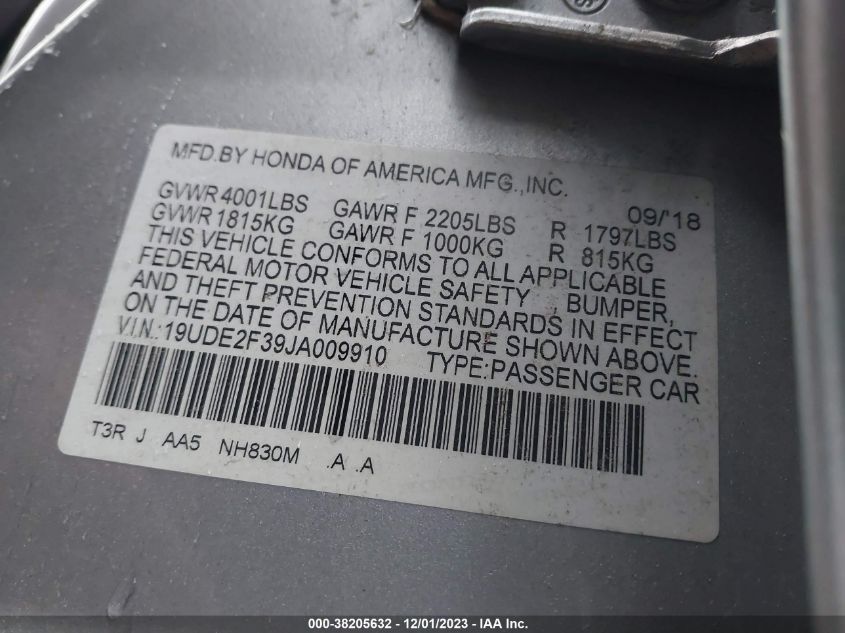 MFD.BY HONDA OF AMERICA MFG.,INC.
09/'18
GVWR 4001LBS GAWR F 2205LBS R 1797LBS
GVWR 1815KG GAWR F 1000KG R 815KG
THIS VEHICLE CONFORMS TO ALL APPLICABLE
FEDERAL MOTOR VEHICLE SAFETY BUMPER,
AND THEFT PREVENTION STANDARDS IN EFFECT
ON THE DATE OF MANUFACTURE SHOWN ABOVE.
V.I.N.:19UDE2F39JA009910 TYPE:PASSENGER CAR
T3R J AA5 NH830M .A .A
000-38205632 - 12/01/2023 - IAA Inc.